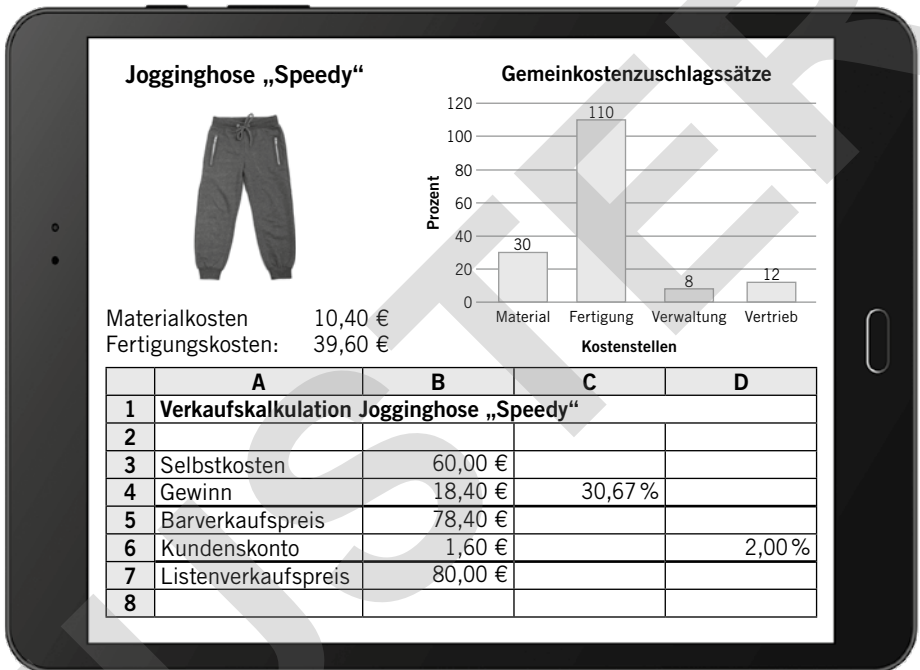 Jogginghose „Speedy“
Materialkosten 10,40 €
Fertigungskosten: 39,60 €
Gemeinkostenzuschlagssätze
Prozent
120
100
80
60
40
20
0
30
110
8
12
Material Fertigung Verwaltung Vertrieb
Kostenstellen
A B C D
1 Verkaufskalkulation Jogginghose „Speedy“
2
3 Selbstkosten 60,00 €
4 Gewinn 18,40 € 30,67 %
5 Barverkaufspreis 78,40 €
6 Kundenskonto 1,60 € 2,00 %
7 Listenverkaufspreis 80,00 €
8